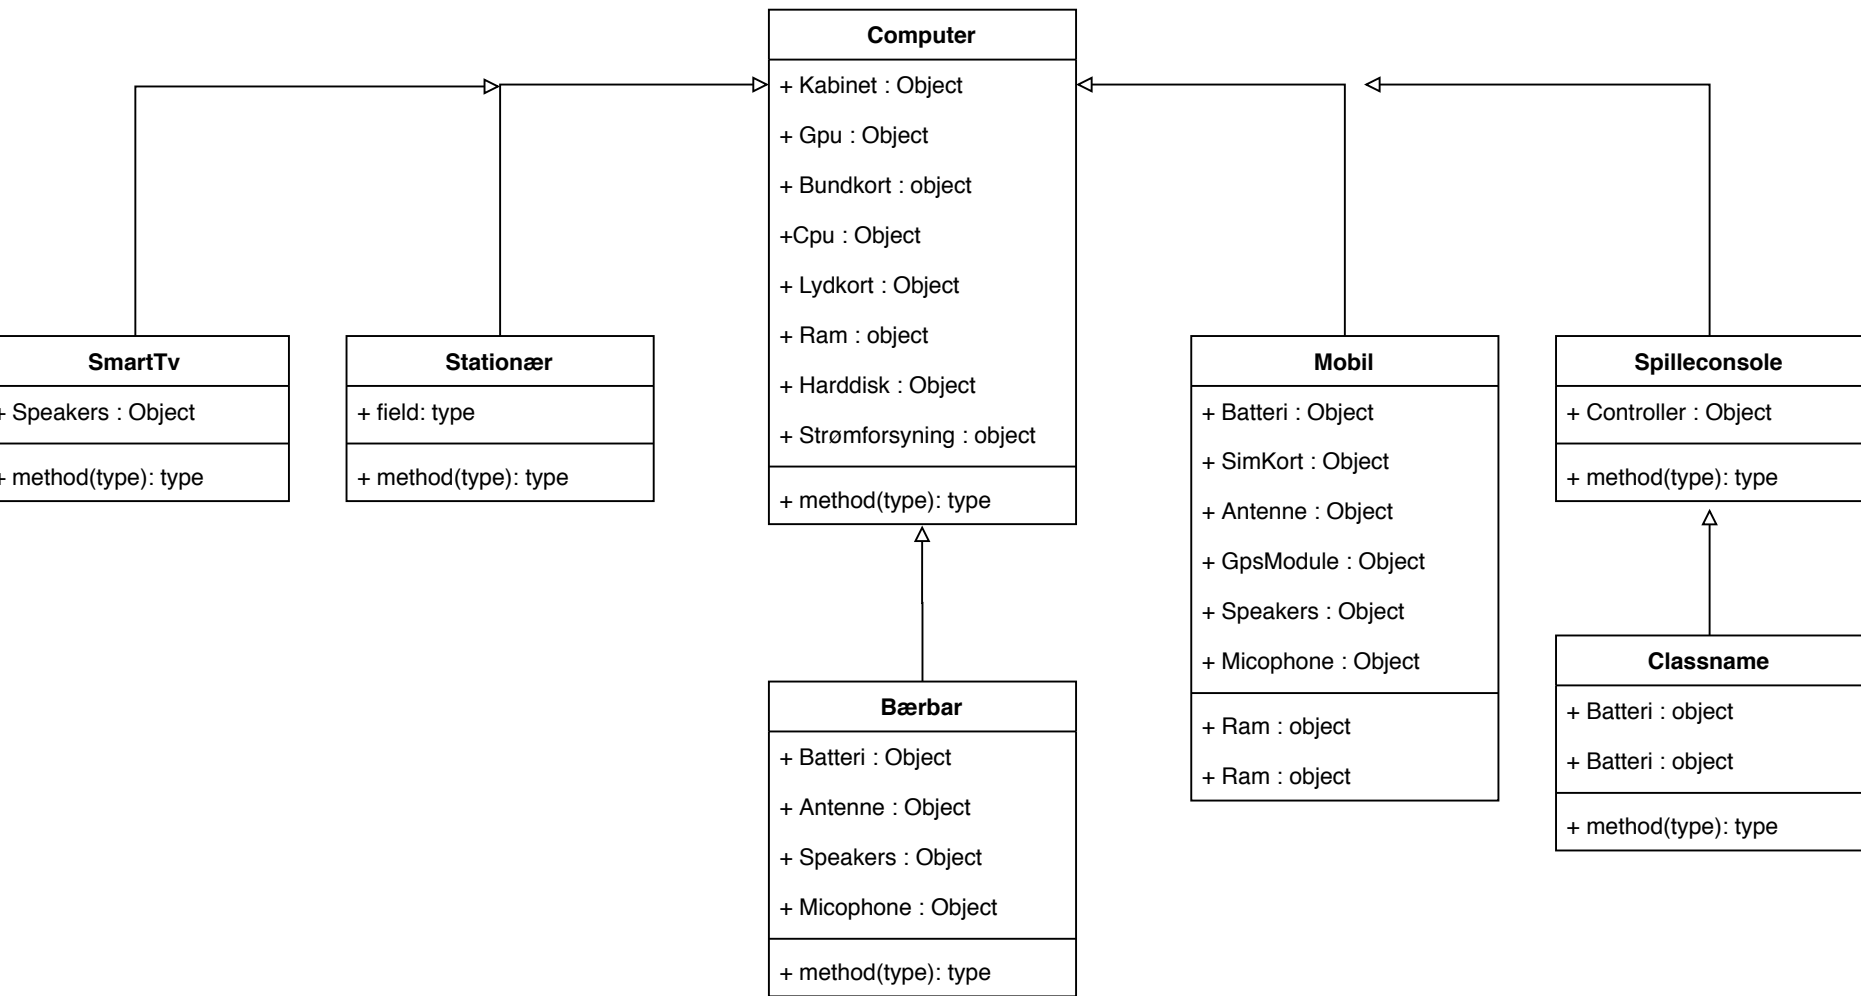 Computer
+ Kabinet : Object
+ Gpu : Object
+ Bundkort : object
+Cpu : Object
+ Lydkort : Object
+ Ram : object
+ Harddisk : Object
+ Strømforsyning : object
+ method(type): type
SmartTv
+ Speakers : Object
+ method(type): type
Stationær
+ field: type
+ method(type): type
Mobil
+ Batteri : Object
+ SimKort : Object
+ Antenne : Object
+ GpsModule : Object
+ Speakers : Object
+ Micophone : Object
+ Ram : object
+ Ram : object
Spilleconsole
+ Controller : Object
+ method(type): type
Classname
+ Batteri : object
+ Batteri : object
+ method(type): type
Bærbar
+ Batteri : Object
+ Antenne : Object
+ Speakers : Object
+ Micophone : Object
+ method(type): type